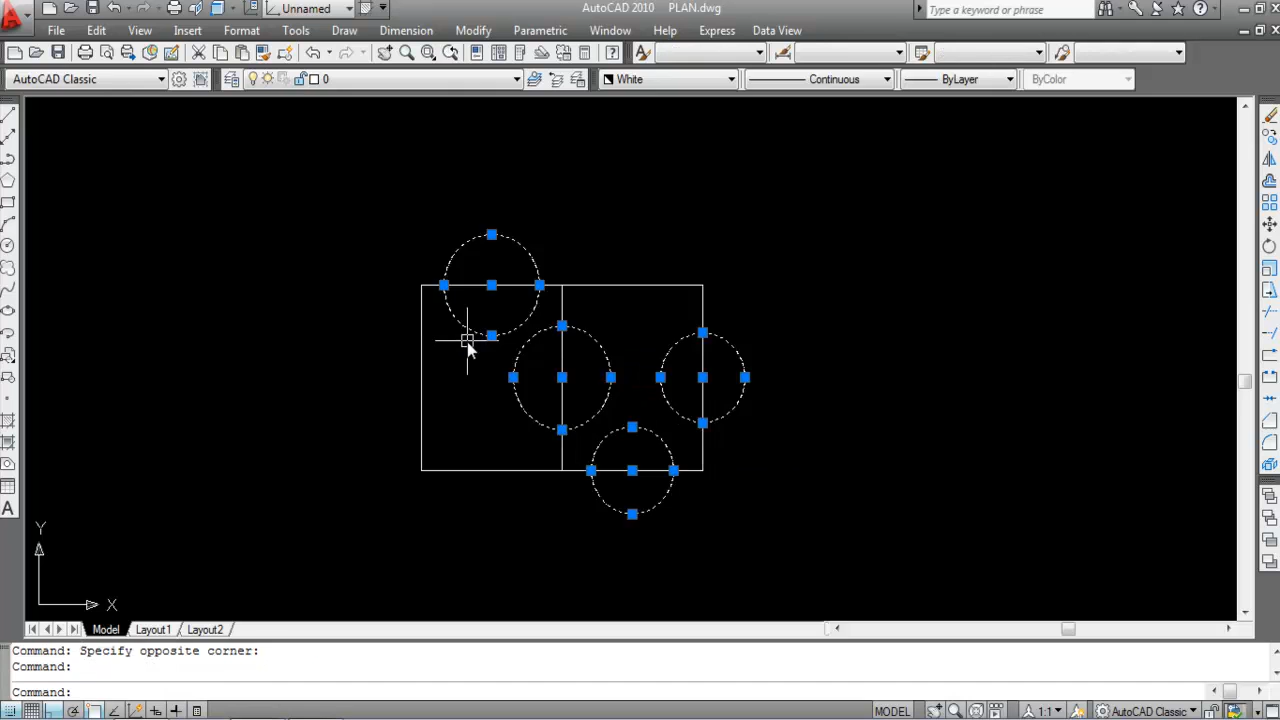 Unnamed
AutoCAD 2010 PLAN.dwg
Type a keyword or phrase
File Edit View Insert Format Tools Draw Dimension Modify Parametric Window Help Express Data View
AutoCAD Classic
0
White
Continuous
ByLayer
ByColor
Y
X
Model Layout1 Layout2
Command: Specify opposite corner:
Command:
Command:
MODEL
1:1
AutoCAD Classic